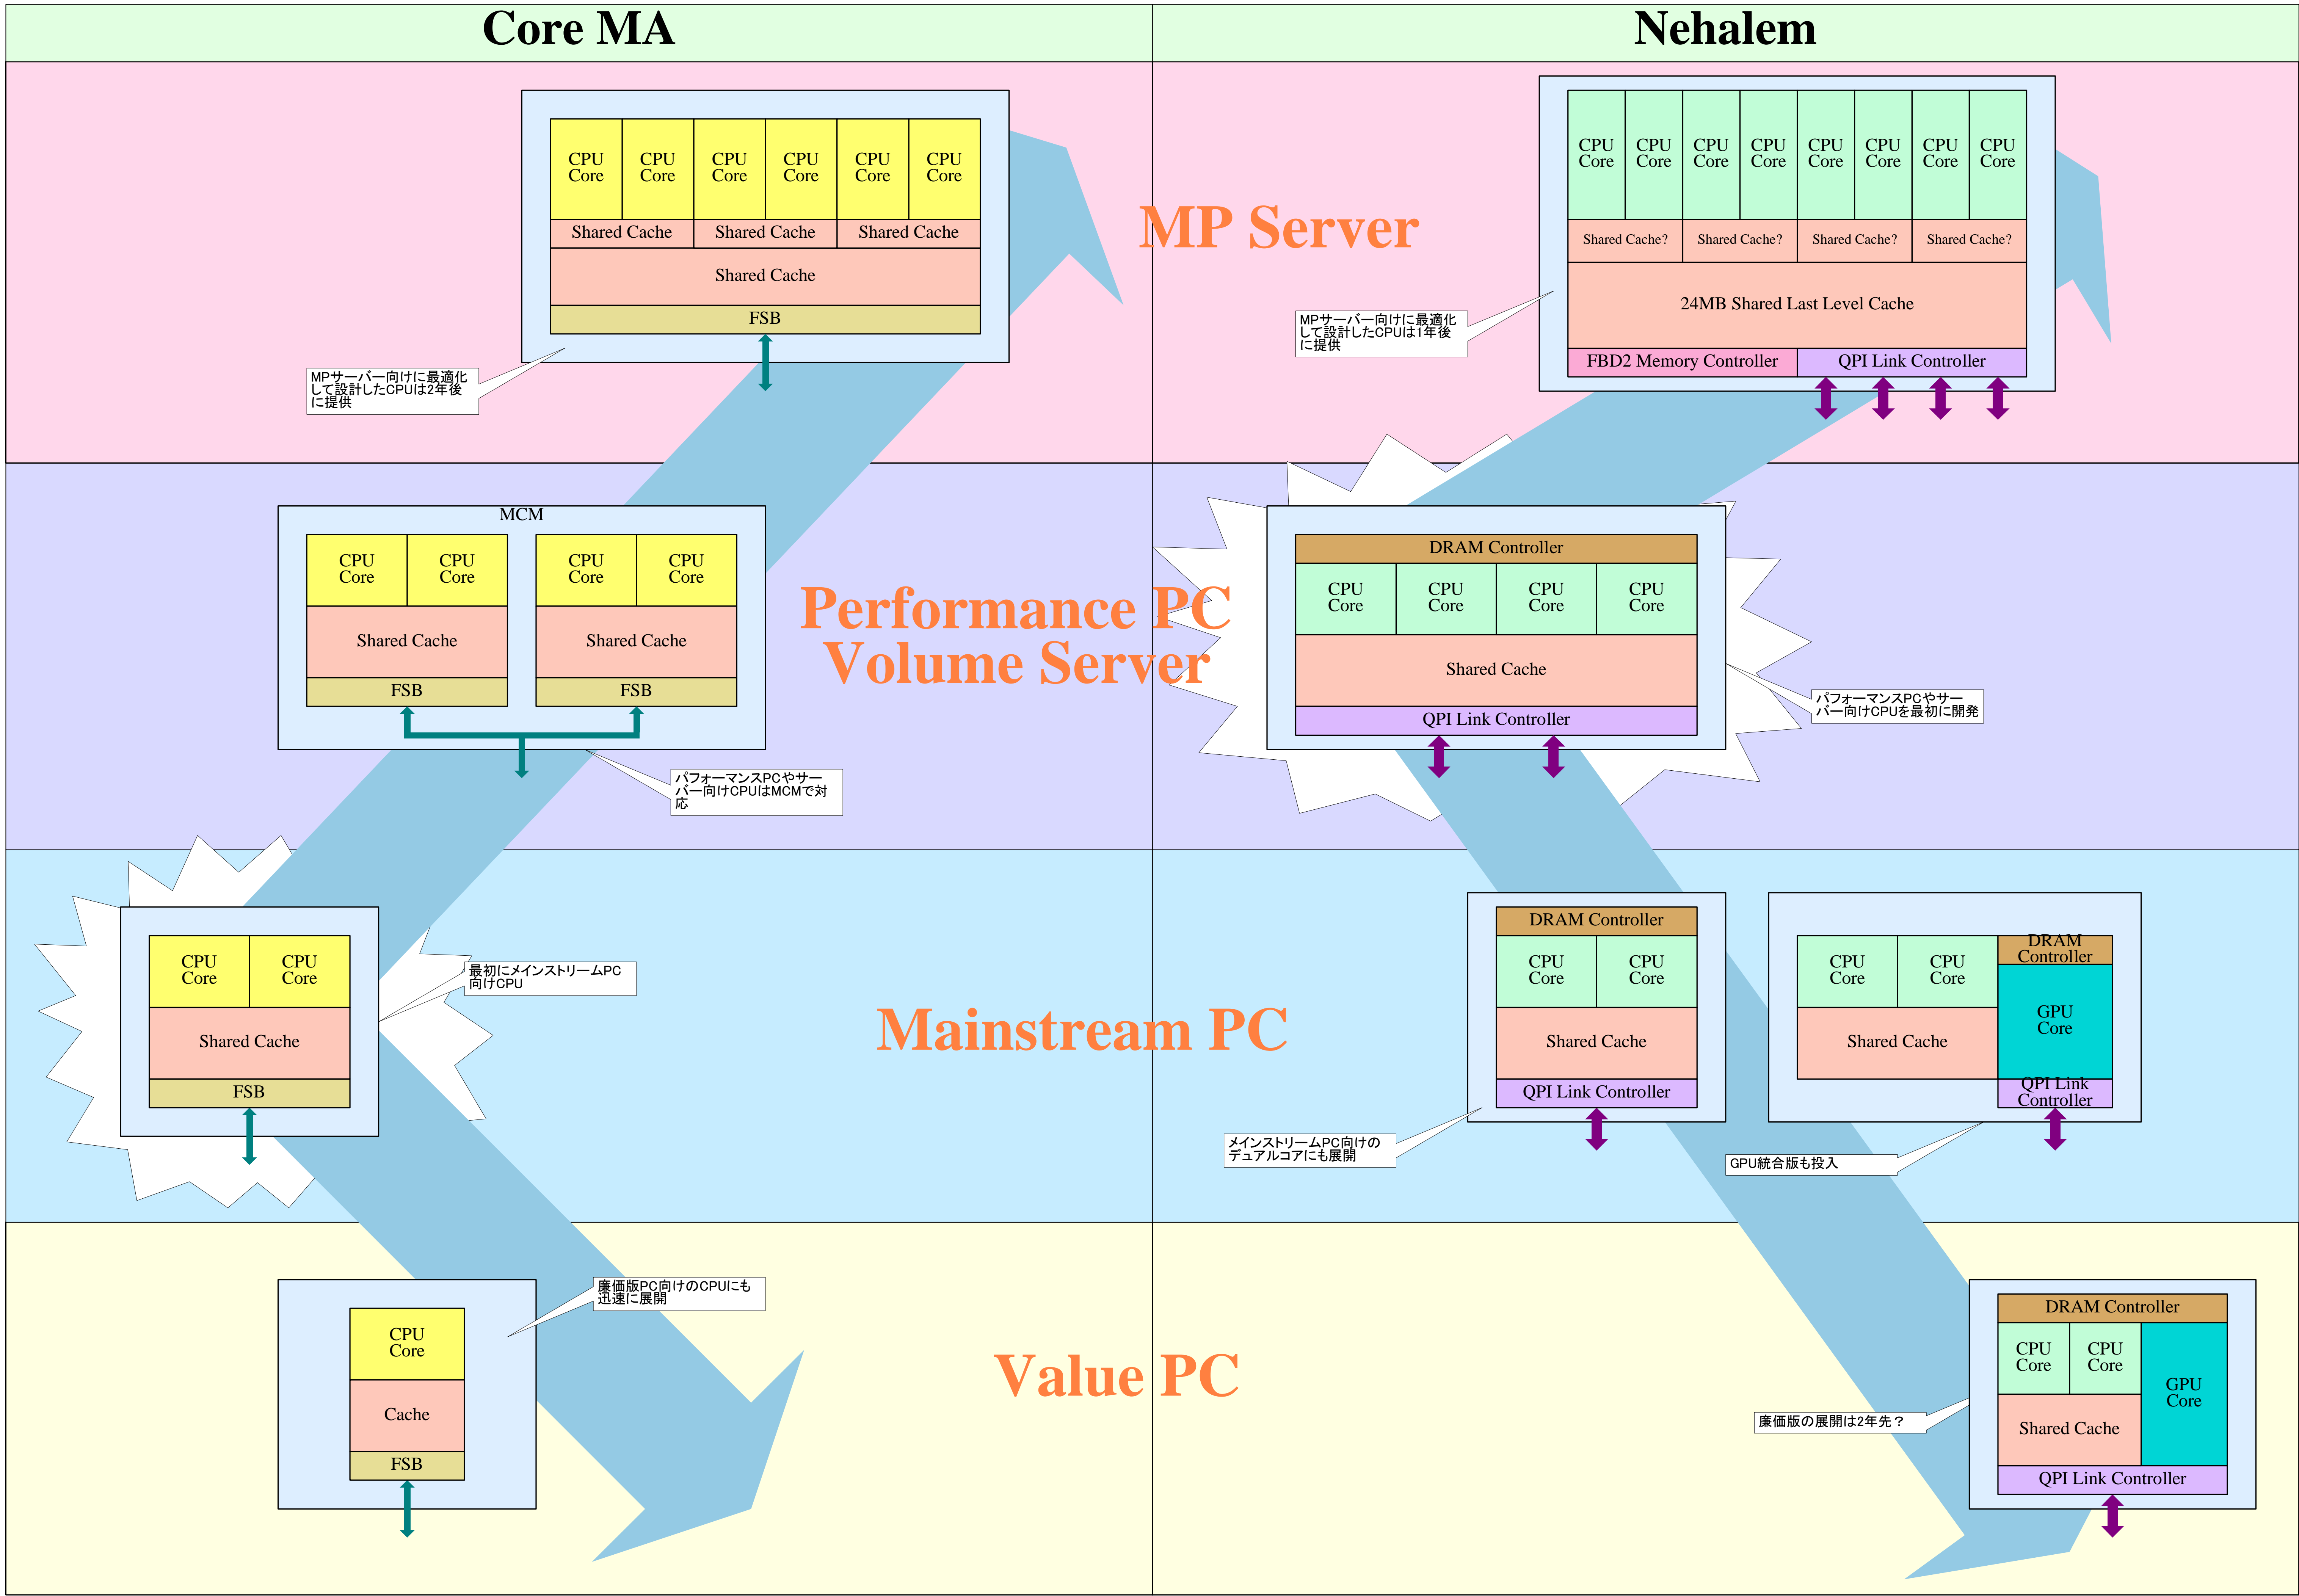 Core MA
Nehalem
MP Server
CPU
Core
CPU
Core
CPU
Core
CPU
Core
CPU
Core
CPU
Core
Shared Cache
Shared Cache
Shared Cache
Shared Cache
FSB
MPサーバー向けに最適化
して設計したCPUは2年後
に提供
CPU
Core
CPU
Core
CPU
Core
CPU
Core
CPU
Core
CPU
Core
CPU
Core
CPU
Core
Shared Cache?
Shared Cache?
Shared Cache?
Shared Cache?
24MB Shared Last Level Cache
FBD2 Memory Controller
QPI Link Controller
MPサーバー向けに最適化
して設計したCPUは1年後
に提供
Performance PC
Volume Server
MCM
CPU
Core
CPU
Core
CPU
Core
CPU
Core
Shared Cache
Shared Cache
FSB
FSB
パフォーマンスPCやサー
バー向けCPUはMCMで対
応
DRAM Controller
CPU
Core
CPU
Core
CPU
Core
CPU
Core
Shared Cache
QPI Link Controller
パフォーマンスPCやサー
バー向けCPUを最初に開発
Mainstream PC
CPU
Core
CPU
Core
Shared Cache
FSB
最初にメインストリームPC
向けCPU
DRAM Controller
CPU
Core
CPU
Core
Shared Cache
QPI Link Controller
メインストリームPC向けの
デュアルコアにも展開
CPU
Core
CPU
Core
DRAM
Controller
GPU
Core
Shared Cache
QPI Link
Controller
GPU統合版も投入
Value PC
CPU
Core
Cache
FSB
廉価版PC向けのCPUにも
迅速に展開
DRAM Controller
CPU
Core
CPU
Core
GPU
Core
Shared Cache
QPI Link Controller
廉価版の展開は2年先？